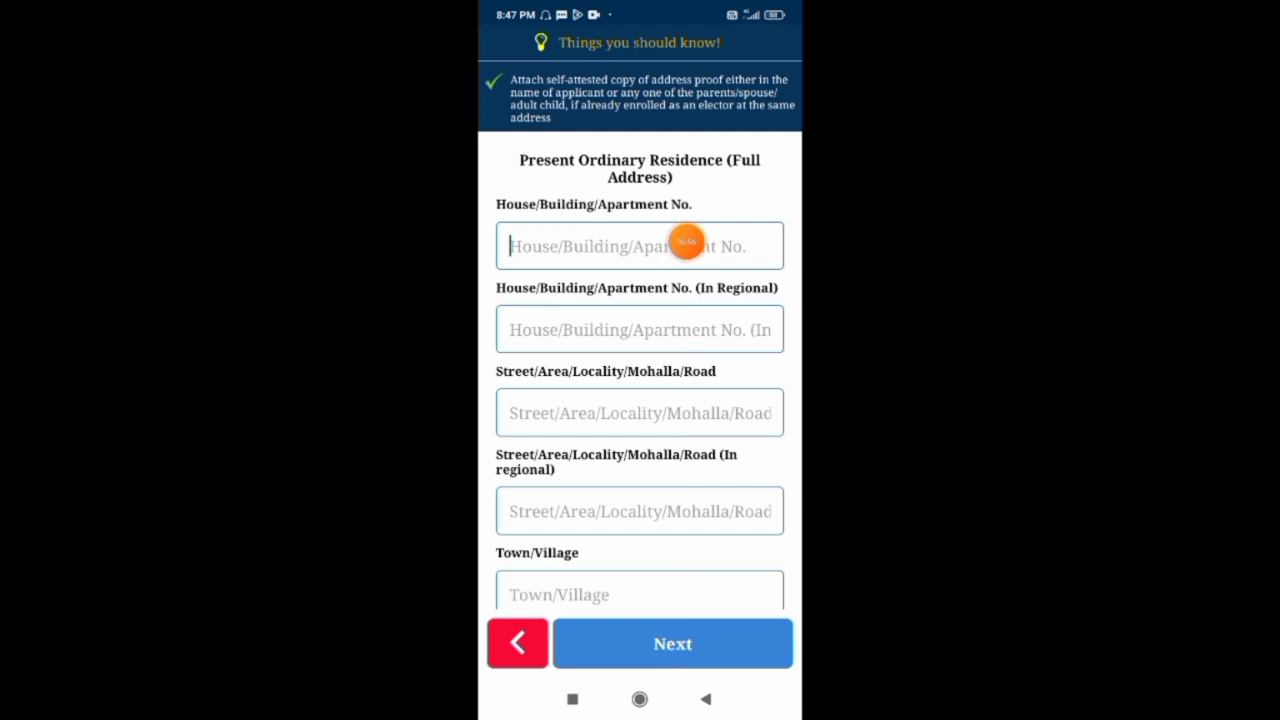 8:47 PM
Things you should know!
Attach self-attested copy of address proof either in the
name of applicant or any one of the parents/spouse/
adult child, if already enrolled as an elector at the same
address
Present Ordinary Residence (Full
Address)
House/Building/Apartment No.
House/Building/Apar nt No.
House/Building/Apartment No. (In Regional)
House/Building/Apartment No. (In
Street/Area/Locality/Mohalla/Road
Street/Area/Locality/Mohalla/Road
Street/Area/Locality/Mohalla/Road (In
regional)
Street/Area/Locality/Mohalla/Road
Town/Village
Town/Village
Next